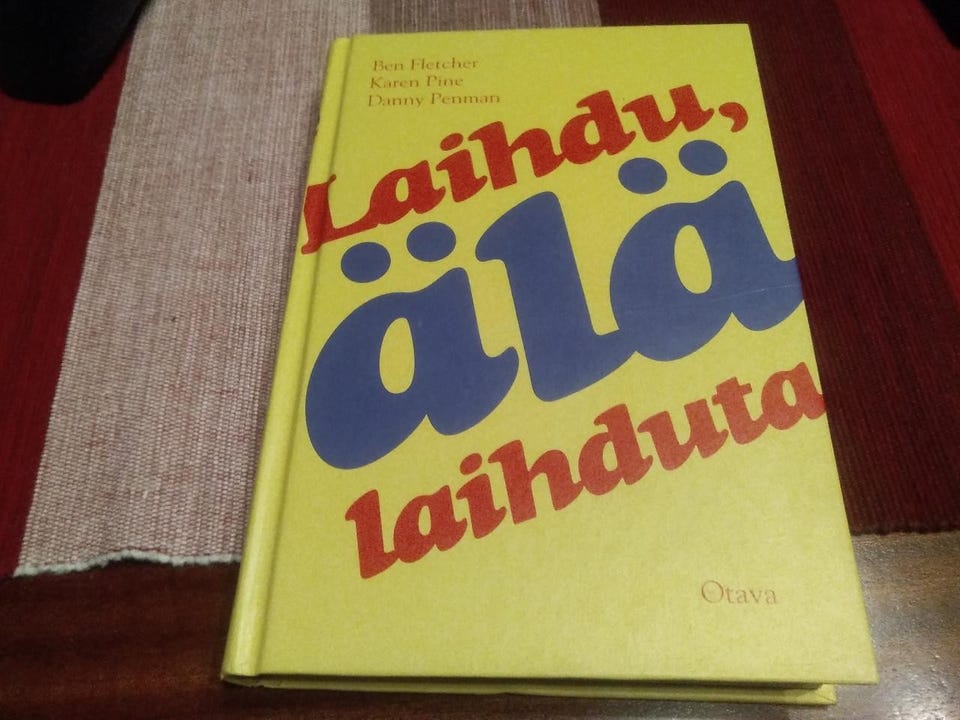 Ben Fletcher
Karen Pine
Danny Penman
Laihdu,
älä
laihduta
Otava